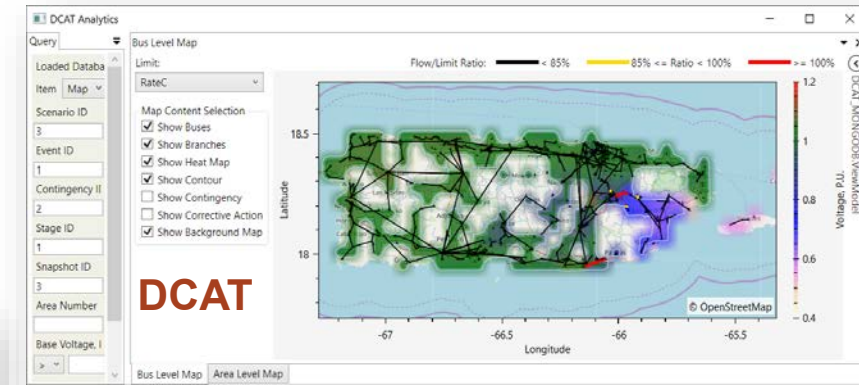 DCAT Analytics
Query
Loaded Databa
Item Map
Scenario ID
3
Event ID
1
Contingency II
2
Stage ID
1
Snapshot ID
3
Area Number
Base Voltage, I
>
Bus Level Map
Limit:
RateC
Map Content Selection
Show Buses
Show Branches
Show Heat Map
Show Contour
Show Contingency
Show Corrective Action
Show Background Map
DCAT
Flow/Limit Ratio: < 85% 85% <= Ratio < 100% >= 100%
Latitude
18.5
18
-67 -66.5 -66 -65.5
Longitude
© OpenStreetMap
1.2
1
0.8
0.6
0.4
Voltage, P.U.
DCAT_MONGODB.ViewModel
Bus Level Map Area Level Map